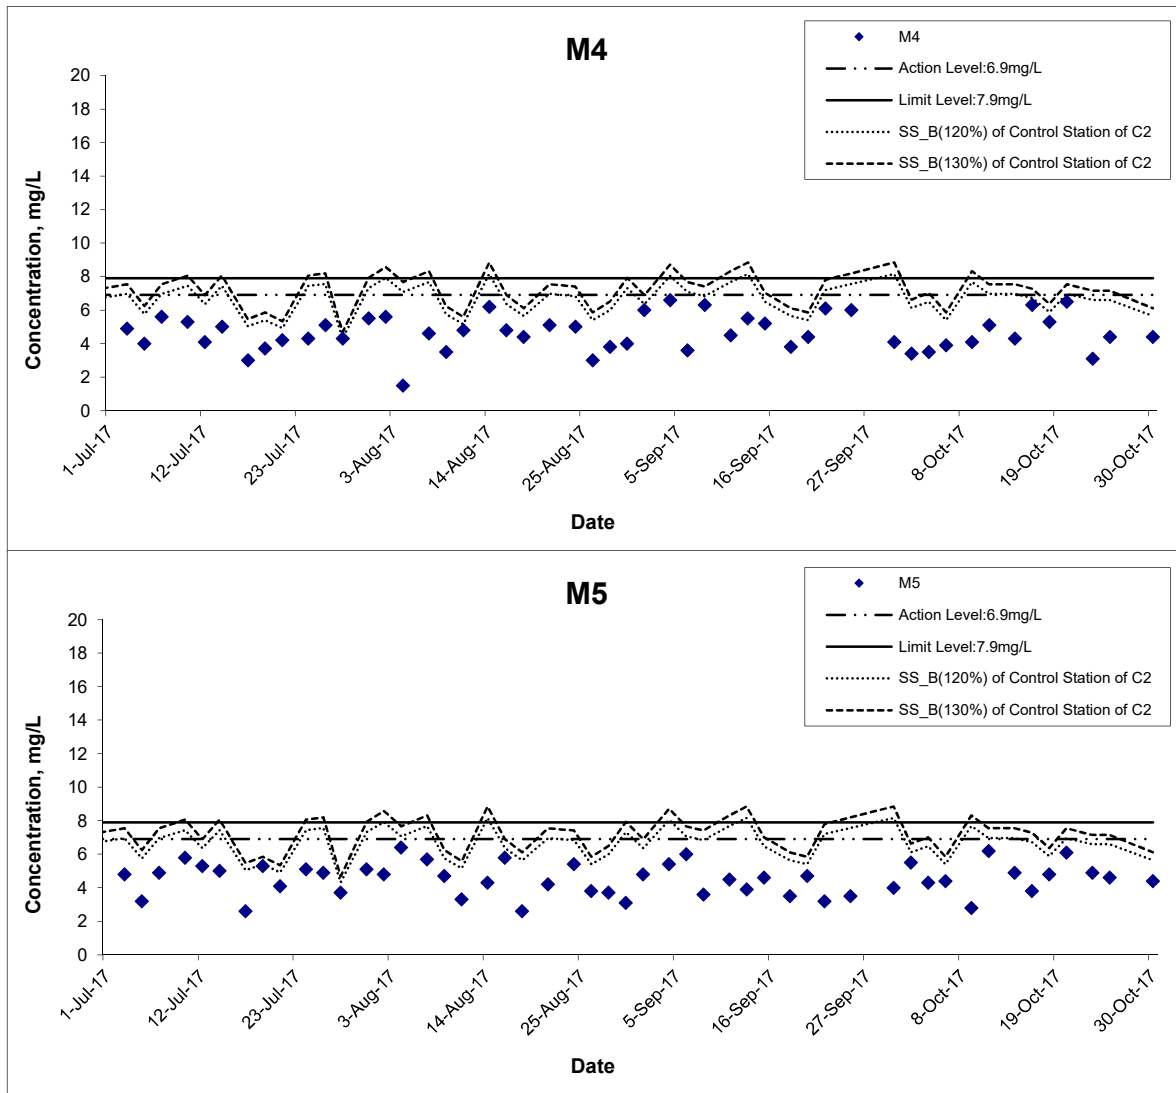 M4
M4
Action Level:6.9mg/L
Limit Level:7.9mg/L
SS_B(120%) of Control Station of C2
SS_B(130%) of Control Station of C2
Concentration, mg/L
20
18
16
14
12
10
8
6
4
2
0
1-Jul-17
12-Jul-17
23-Jul-17
3-Aug-17
14-Aug-17
25-Aug-17
5-Sep-17
16-Sep-17
27-Sep-17
8-Oct-17
19-Oct-17
30-Oct-17
Date
M5
M5
Action Level:6.9mg/L
Limit Level:7.9mg/L
SS_B(120%) of Control Station of C2
SS_B(130%) of Control Station of C2
Concentration, mg/L
20
18
16
14
12
10
8
6
4
2
0
1-Jul-17
12-Jul-17
23-Jul-17
3-Aug-17
14-Aug-17
25-Aug-17
5-Sep-17
16-Sep-17
27-Sep-17
8-Oct-17
19-Oct-17
30-Oct-17
Date